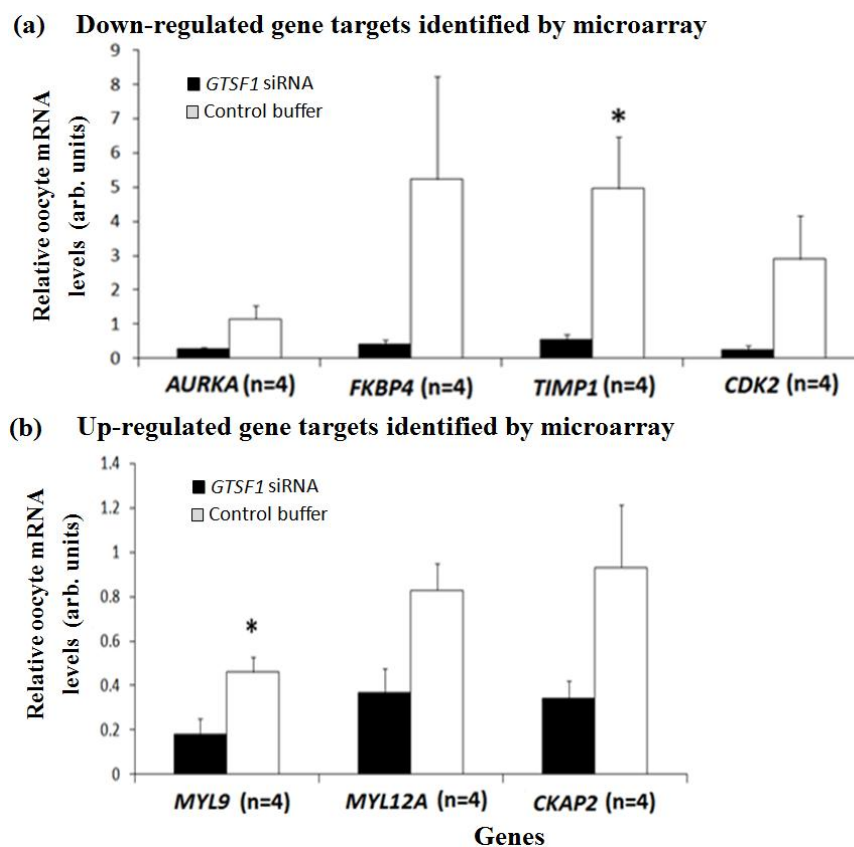 (a) Down-regulated gene targets identified by microarray
Relative oocyte mRNA
levels (arb. units)
9
8
7
6
5
4
3
2
1
0
GTSF1 siRNA
Control buffer
*
AURKA (n=4) FKBP4 (n=4) TIMP1 (n=4) CDK2 (n=4)
(b) Up-regulated gene targets identified by microarray
Relative oocyte mRNA
levels (arb. units)
1.4
1.2
1
0.8
0.6
0.4
0.2
0
GTSF1 siRNA
Control buffer
*
MYL9 (n=4) MYL12A (n=4) CKAP2 (n=4)
Genes